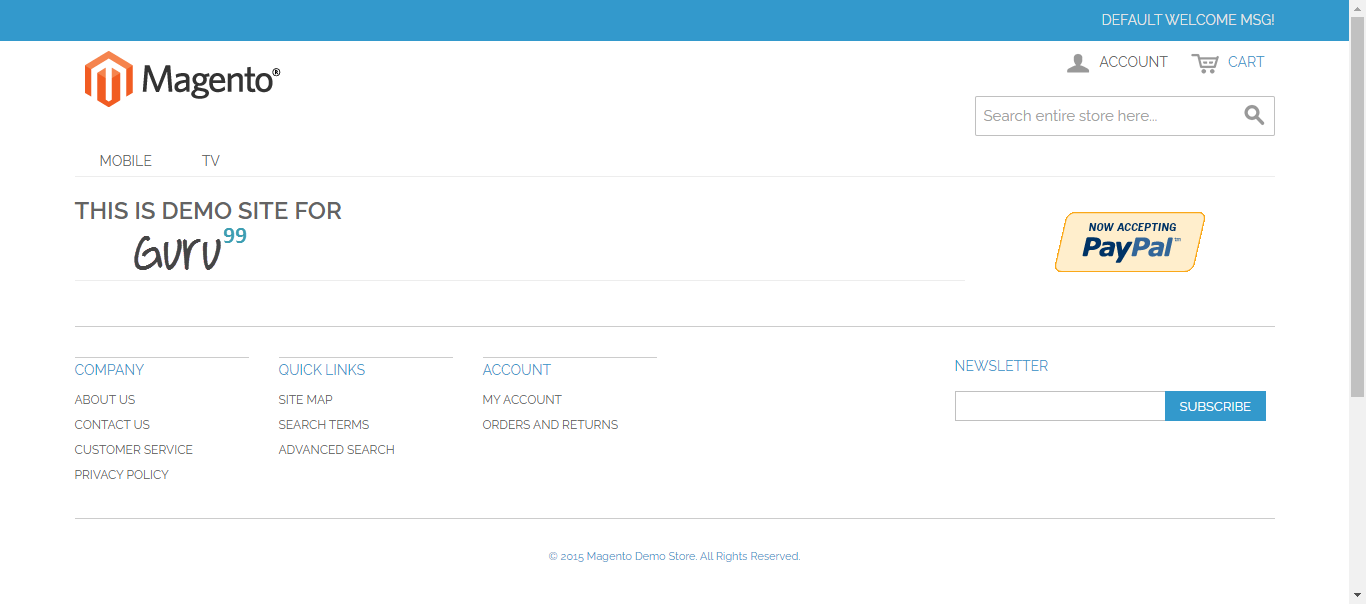 DEFAULT WELCOME MSG!
Magento®
ACCOUNT CART
Search entire store here...
MOBILE TV
THIS IS DEMO SITE FOR
Guru99
NOW ACCEPTING
PayPal™
COMPANY QUICK LINKS ACCOUNT NEWSLETTER
ABOUT US SITE MAP MY ACCOUNT
SUBSCRIBE
CONTACT US SEARCH TERMS ORDERS AND RETURNS
CUSTOMER SERVICE ADVANCED SEARCH
PRIVACY POLICY
© 2015 Magento Demo Store. All Rights Reserved.